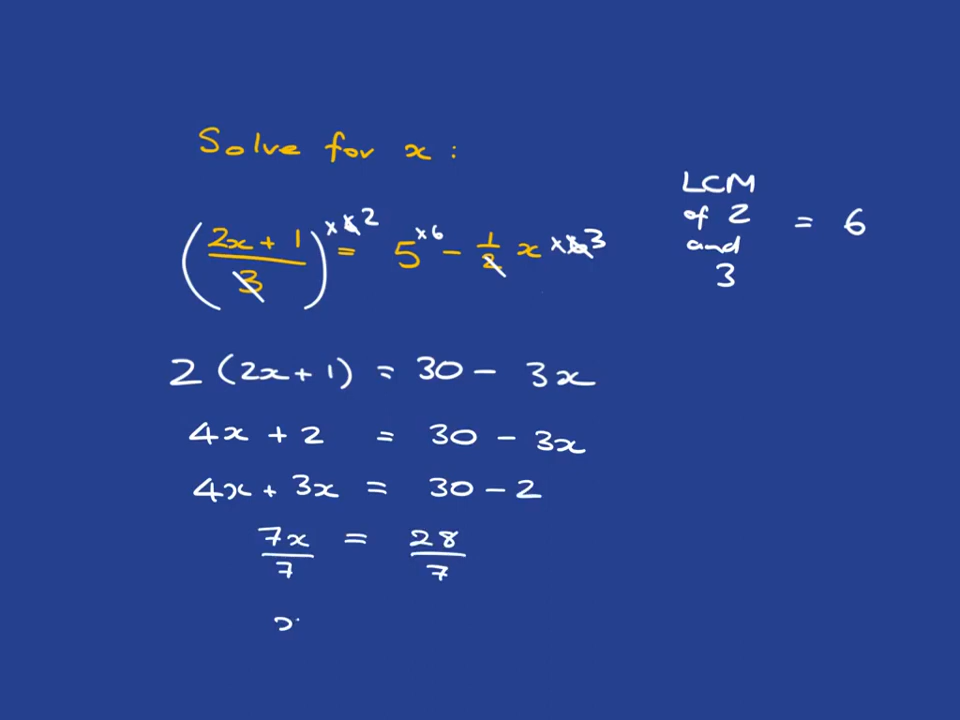 Solve for x :
(2x + 1 / 3) ×6 2 = 5 ×6 - 1/2 x ×6 3
LCM
of 2
and
3
= 6
2 (2x + 1) = 30 - 3x
4x + 2 = 30 - 3x
4x + 3x = 30 - 2
7x / 7 = 28 / 7